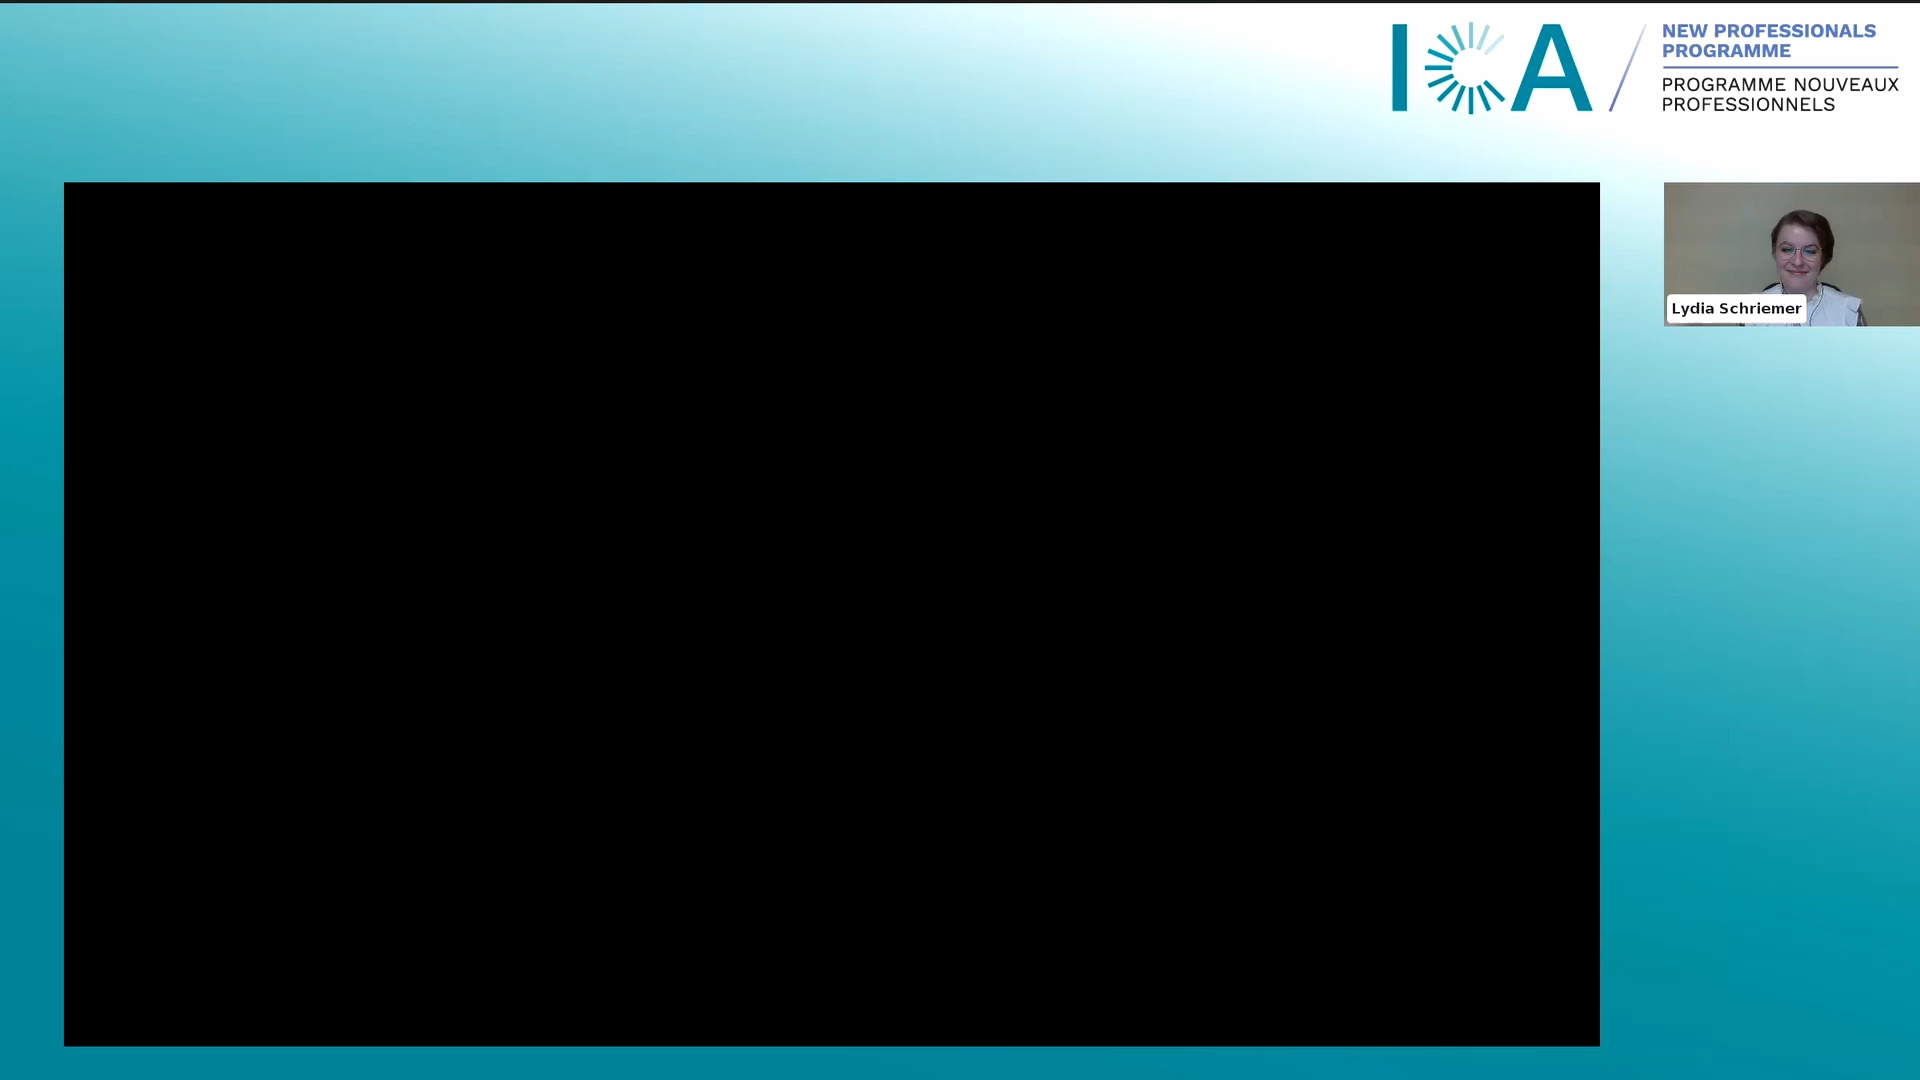 ICA
NEW PROFESSIONALS
PROGRAMME
PROGRAMME NOUVEAUX
PROFESSIONNELS
Lydia Schriemer